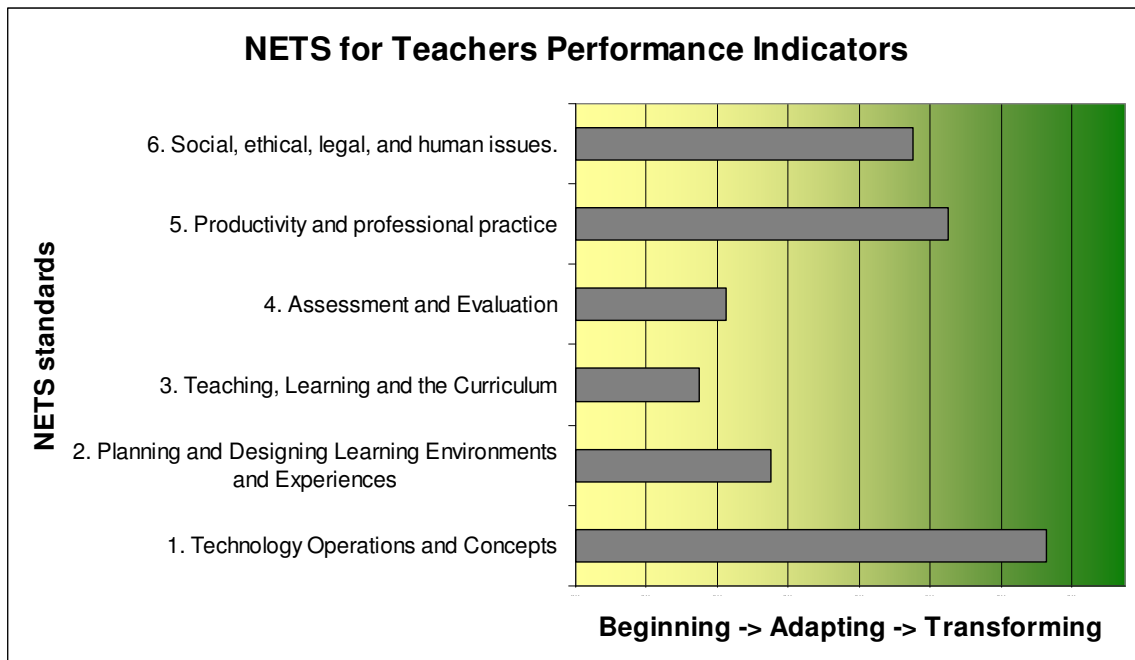 NETS for Teachers Performance Indicators
NETS standards
6. Social, ethical, legal, and human issues.
5. Productivity and professional practice
4. Assessment and Evaluation
3. Teaching, Learning and the Curriculum
2. Planning and Designing Learning Environments
and Experiences
1. Technology Operations and Concepts
Beginning -> Adapting -> Transforming